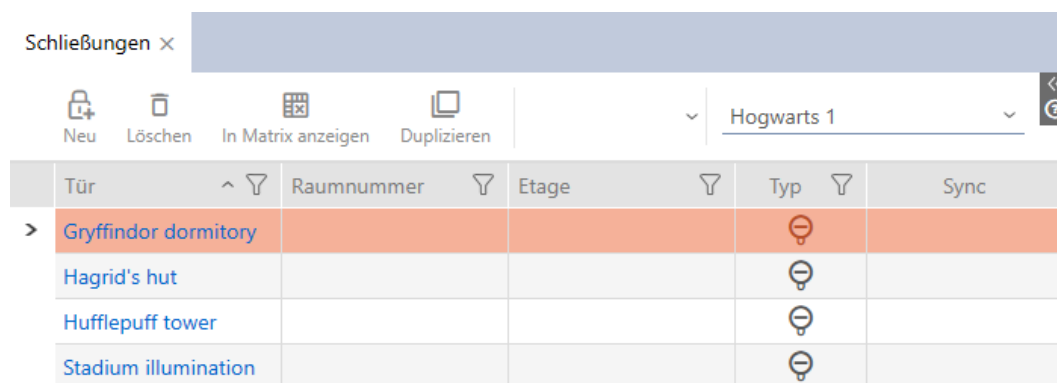 Schließungen
Neu Löschen In Matrix anzeigen Duplizieren Hogwarts 1
Tür Raumnummer Etage Typ Sync
Gryffindor dormitory
Hagrid's hut
Hufflepuff tower
Stadium illumination